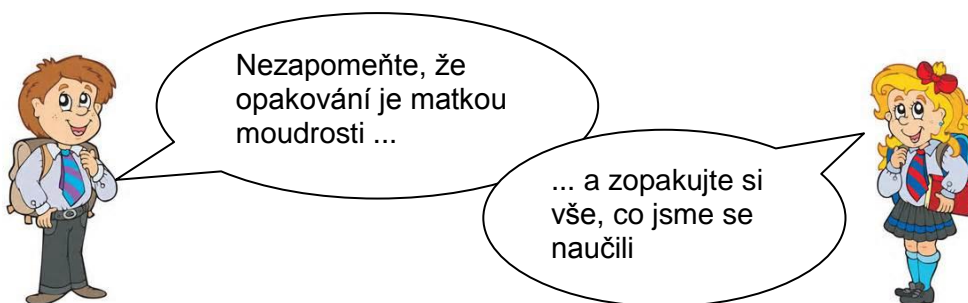 Nezapomeňte, že
opakování je matkou
moudrosti ...
... a zopakujte si
vše, co jsme se
naučili